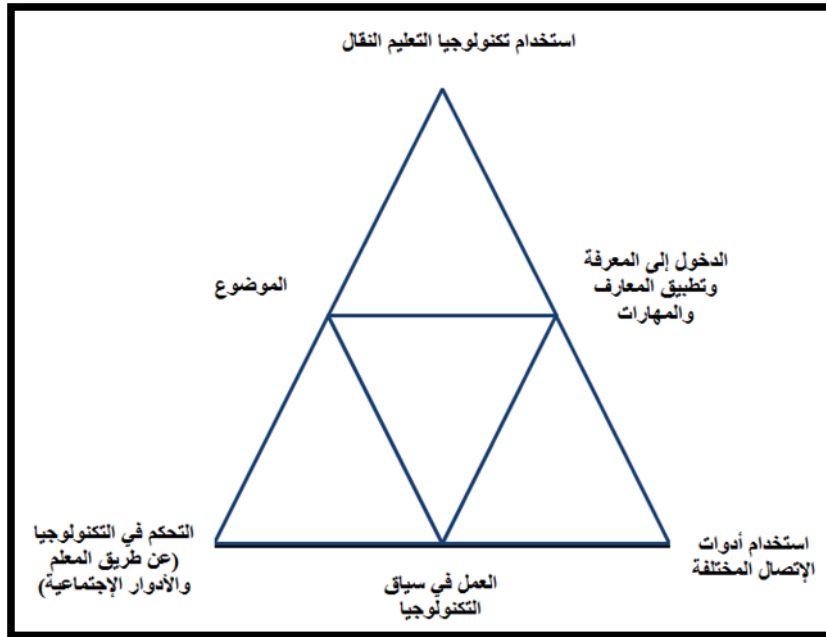 استخدام تكنولوجيا التعليم النقال
الدخول إلى المعرفة
وتطبيق المعارف
والمهارات
الموضوع
استخدام أدوات
الإتصال المختلفة
العمل في سياق
التكنولوجيا
التحكم في التكنولوجيا
(عن طريق المعلم
والأدوار الإجتماعية)